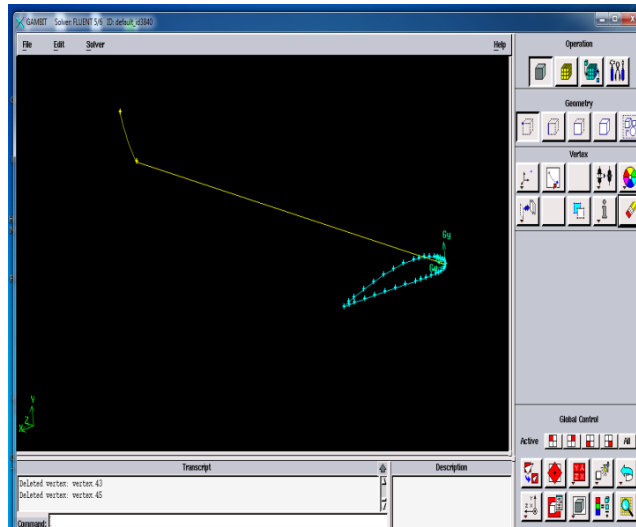 GAMBIT Solver: FLUENT 5/6 ID: default_id3840
File Edit Solver Help
Operation
Geometry
Vertex
Gy
Y
Z
X
Global Control
Active All
Transcript Description
Deleted vertex: vertex.43
Deleted vertex: vertex.45
Command: